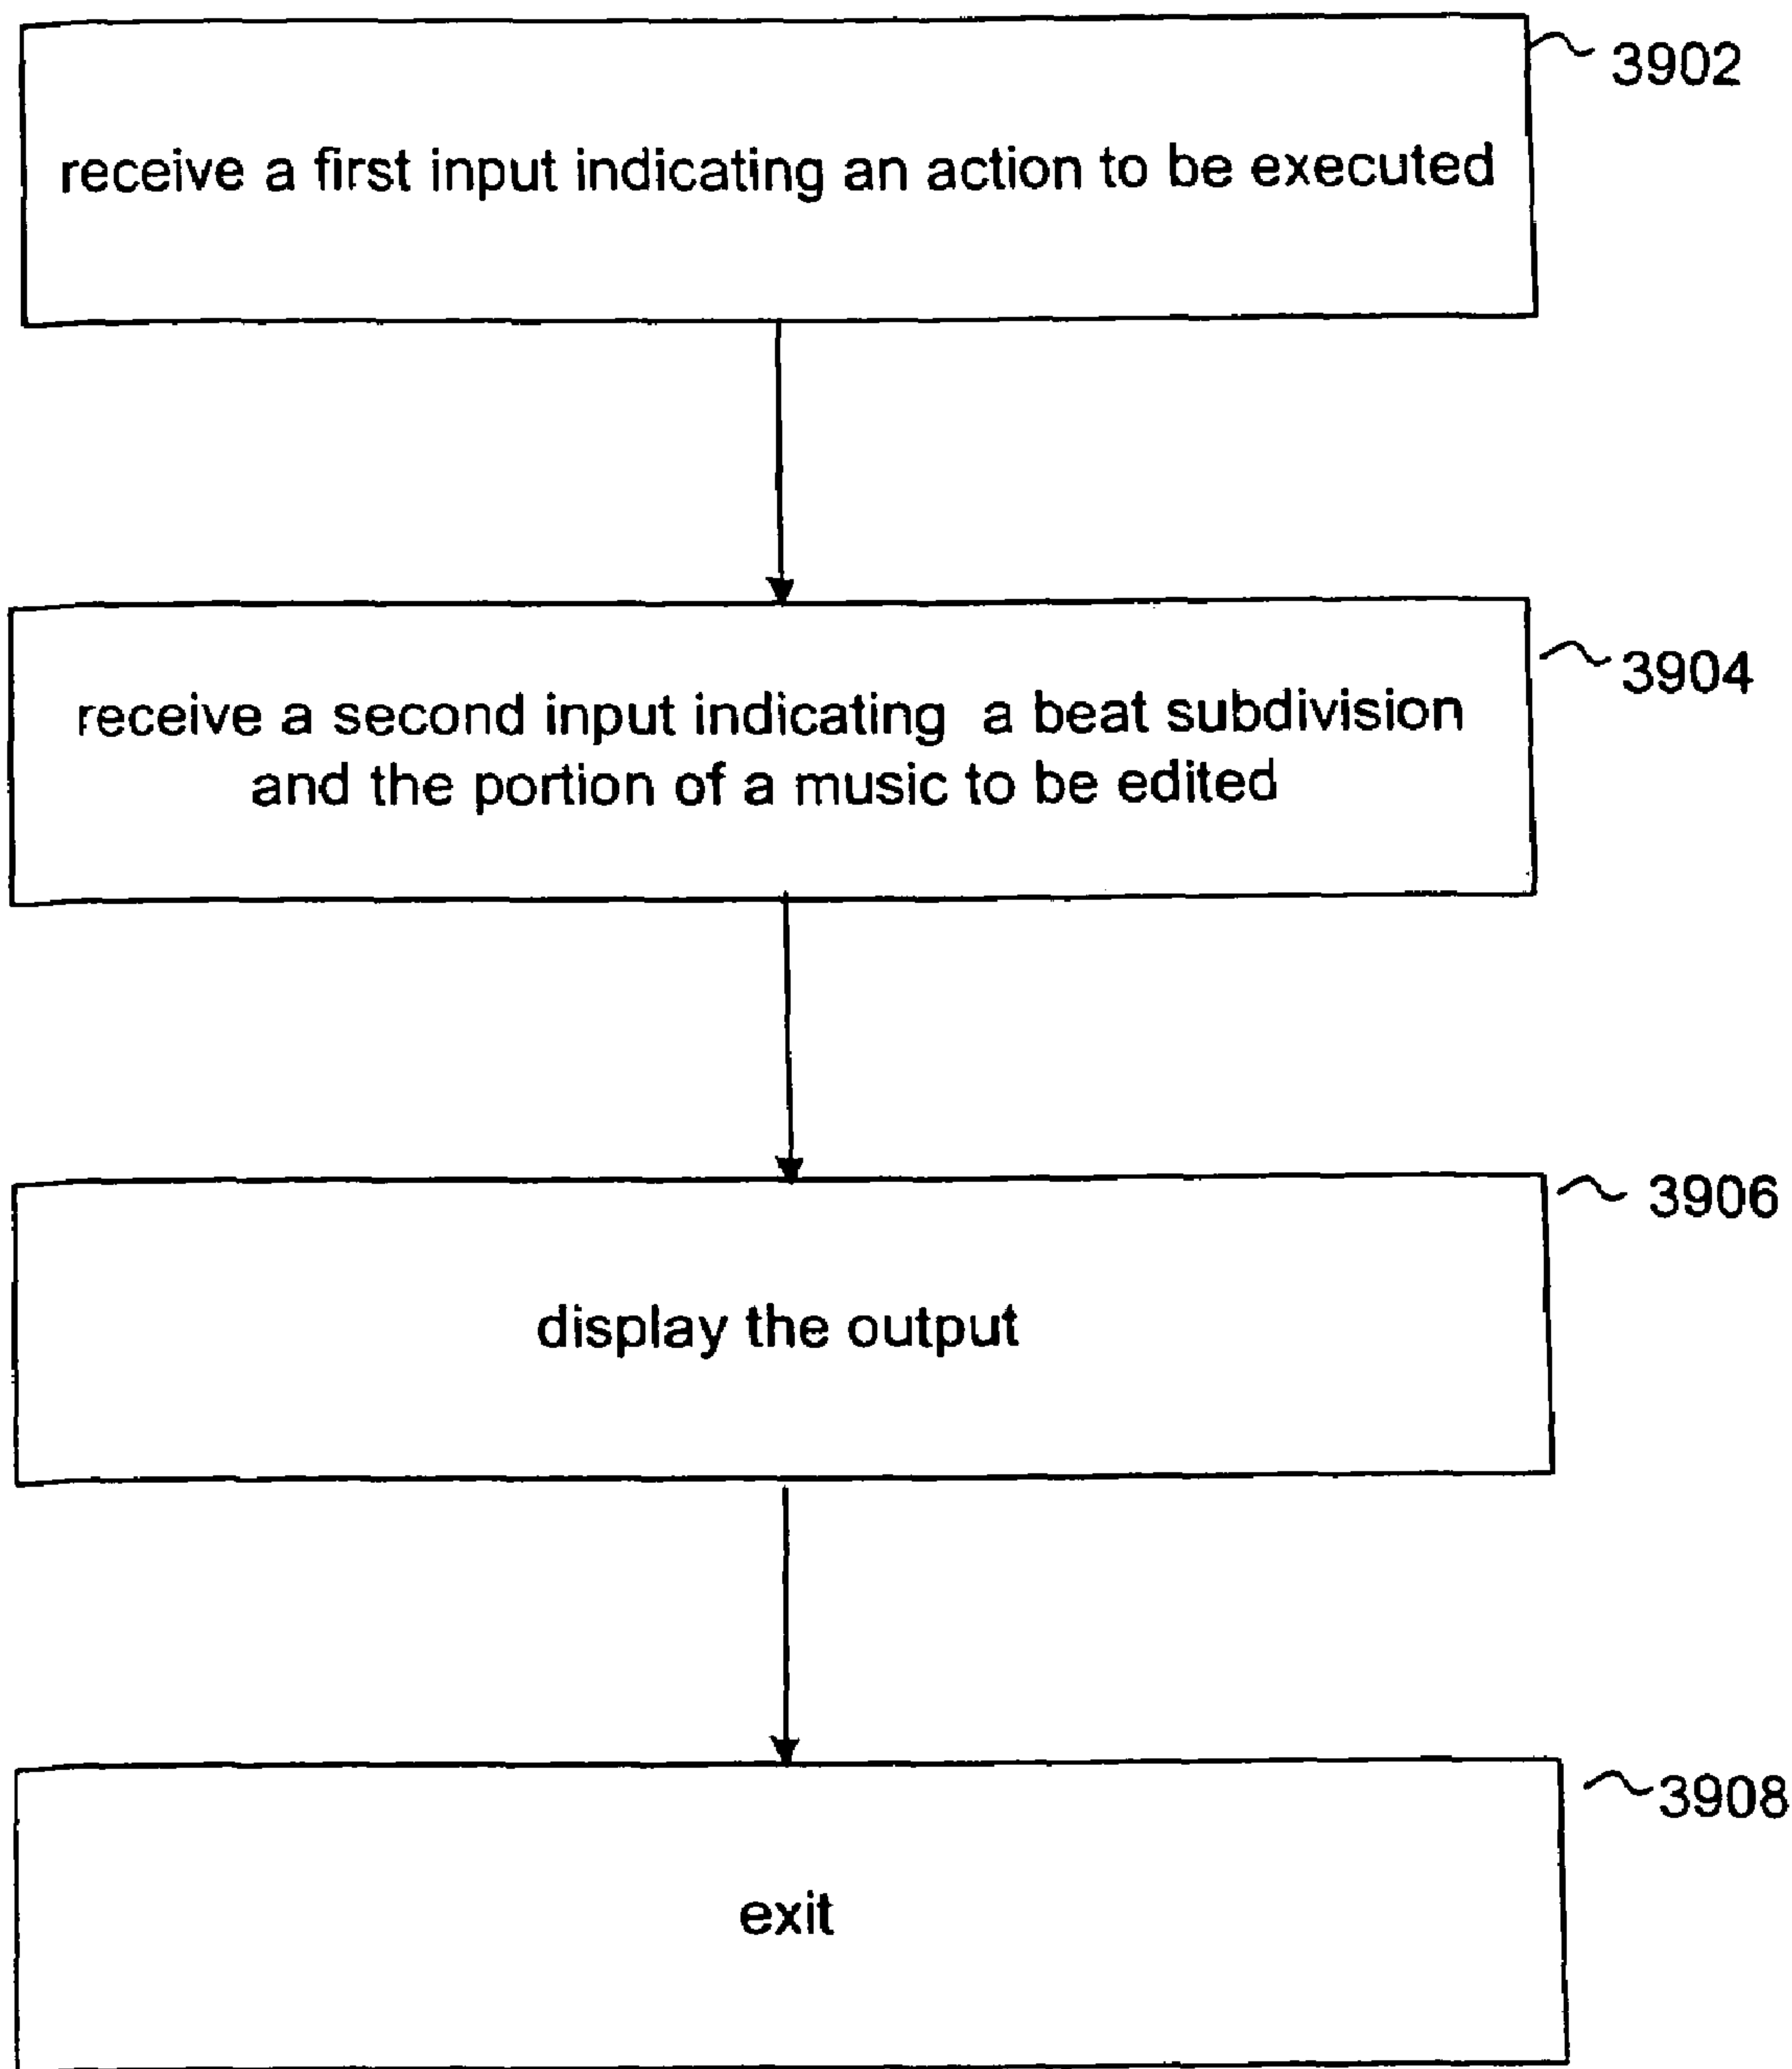 3902
receive a first input indicating an action to be executed
3904
receive a second input indicating a beat subdivision
and the portion of a music to be edited
3906
display the output
3908
exit